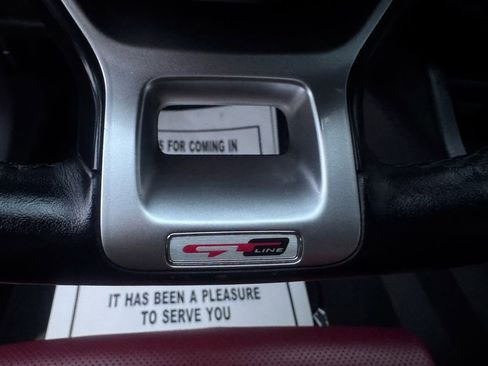 S FOR COMING IN
GT LINE
IT HAS BEEN A PLEASURE
TO SERVE YOU